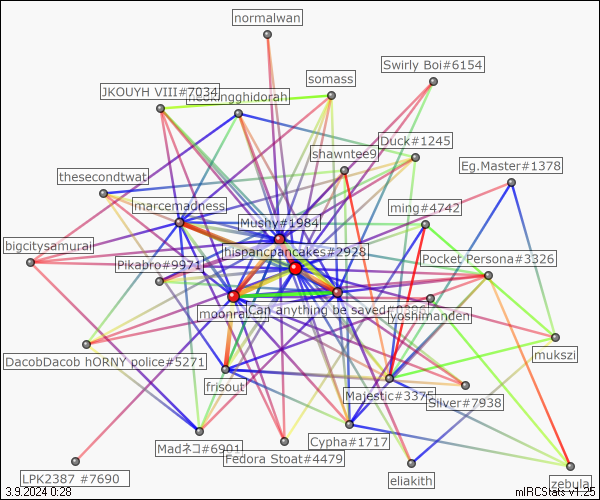 normalwan
Swirly Boi#6154
somass
JKOUYH VIII#7034
Duck#1245
shawntee9
Eg.Master#1378
thesecondtwat
marcemadness
ming#4742
Mushy#1984
bigcitysamurai
hispancpancakes#2928
Pocket Persona#3326
Pikabro#9971
Can anything be saved
yoshimanden
mukszi
DacobDacob hORNY police#5271
frisout
Majestic#3375
Silver#7938
Madネコ#6901
Cypha#1717
Fedora Stoat#4479
LPK2387 #7690
eliakith
zebula
3.9.2024 0:28
mIRCStats v1.25